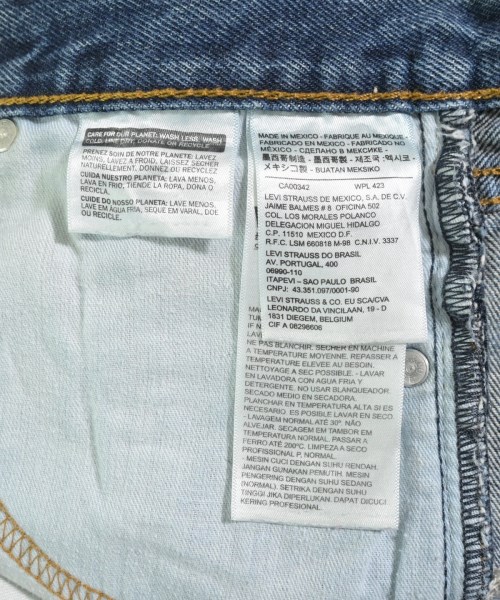 CARE FOR OUR PLANET: WASH LESS, WASH
COLD, LINE DRY, DONATE OR RECYCLE
PRENEZ SOIN DE NOTRE PLANETE: LAVEZ
MOINS, LAVEZ A FROID, LAISSEZ SECHER
NATURELLEMENT, DONNEZ OU RECYCLEZ
CUIDA NUESTRO PLANETA: LAVA MENOS,
LAVA EN FRIO, TIENDE LA ROPA, DONA O
RECICLA.
CUIDE DO NOSSO PLANETA: LAVE MENOS,
LAVE EM AGUA FRIA, SEQUE EM VARAL, DOE
OU RECICLE.
MADE IN MEXICO - FABRIQUE AU MEXIQUE
FABRICADO EN MEXICO - FABRICADO NO
MÉXICO - СДЕЛАНО В МЕКСИКЕ -
墨西哥制造 - 墨西哥製 - 제조국: 멕시코 -
メキシコ製 - BUATAN MEKSIKO
CA00342 WPL 423
LEVI STRAUSS DE MEXICO, S.A. DE C.V.
JAIME BALMES # 8 OFICINA 502
COL. LOS MORALES POLANCO
DELEGACION MIGUEL HIDALGO
C.P. 11510 MEXICO D.F.
R.F.C. LSM 660818 M-98 C.N.I.V. 3337
LEVI STRAUSS DO BRASIL
AV. PORTUGAL, 400
06990-110
ITAPEVI – SAO PAULO BRASIL
CNPJ: 43.351.097/0001-90
LEVI STRAUSS & CO. EU SCA/CVA
LEONARDO DA VINCILAAN, 19 - D
1831 DIEGEM, BELGIUM
CIF A 08298606
NE PAS BLANCHIR. SECHER EN MACHINE
A TEMPERATURE MOYENNE. REPASSER A
TEMPERATURE ELEVEE AU BESOIN.
NETTOYAGE A SEC POSSIBLE. - LAVAR
EN LAVADORA CON AGUA FRIA Y
DETERGENTE. NO USAR BLANQUEADOR
SECADO MEDIO EN SECADORA.
PLANCHAR EN TEMPERATURA ALTA SI ES
NECESARIO. ES POSIBLE LAVAR EN SECO
- LAVAGEM NORMAL ATÉ 30°. NÃO
ALVEJAR. SECAGEM EM TAMBOR EM
TEMPERATURA NORMAL. PASSAR A
FERRO ATÉ 200°C. LIMPEZA A SECO
PROFISSIONAL P, NORMAL.
- MESIN CUCI DENGAN SUHU RENDAH.
JANGAN GUNAKAN PEMUTIH. MESIN
PENGERING DENGAN SUHU SEDANG
(NORMAL). SETRIKA DENGAN SUHU
TINGGI JIKA DIPERLUKAN. DAPAT DICUCI
KERING PROFESIONAL.